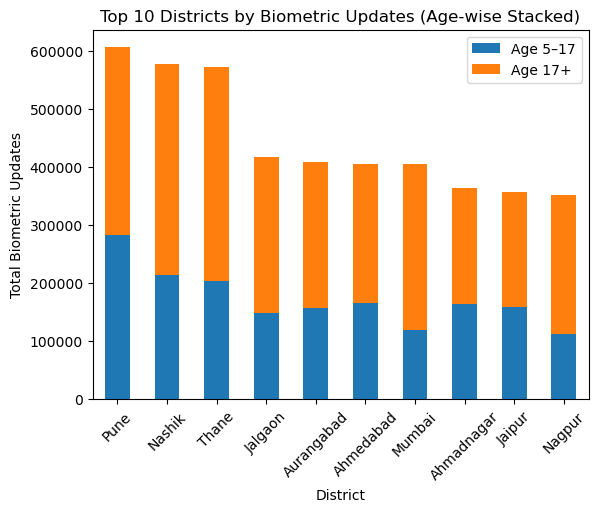 Top 10 Districts by Biometric Updates (Age-wise Stacked)
Age 5–17
Age 17+
600000
500000
400000
300000
200000
100000
0
Total Biometric Updates
Pune
Nashik
Thane
Jalgaon
Aurangabad
Ahmedabad
Mumbai
Ahmadnagar
Jaipur
Nagpur
District